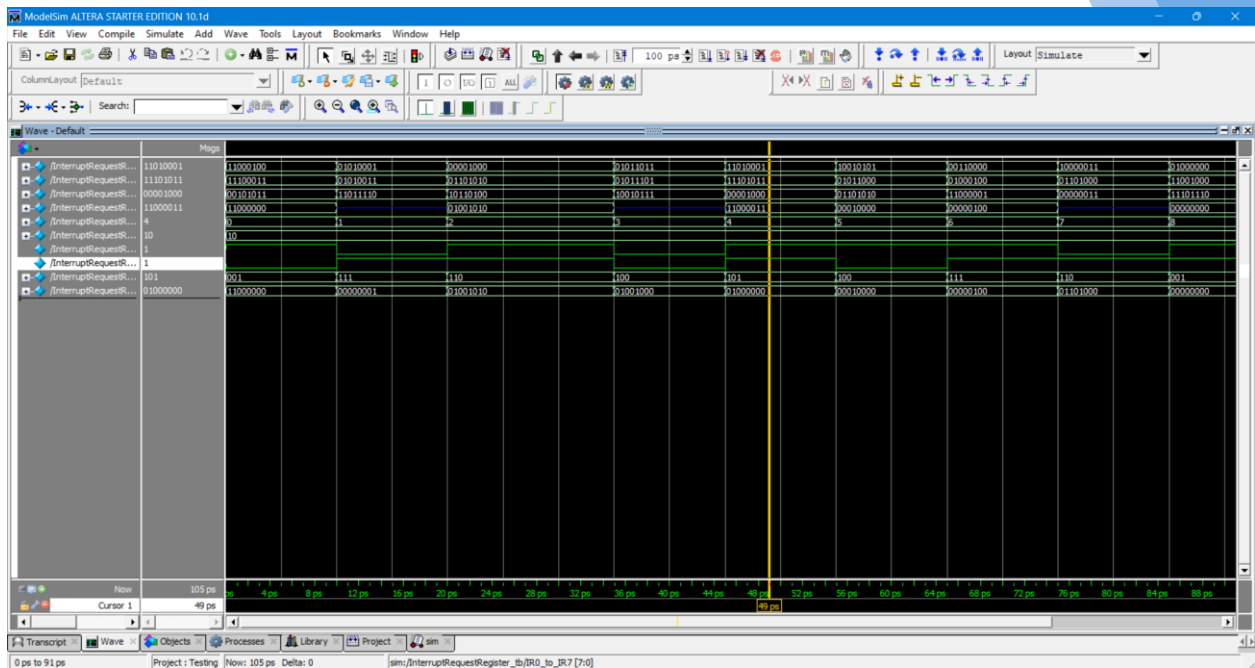 ModelSim ALTERA STARTER EDITION 10.1d
File Edit View Compile Simulate Add Wave Tools Layout Bookmarks Window Help
100 ps Layout Simulate
ColumnLayout Default ALL
Search:
Wave - Default
Msgs
/InterruptRequestR... 11010001 11000100 01010001 00001000 01011011 11010001 10010101 00110000 10000011 01000000
/InterruptRequestR... 11101011 11100011 01010011 01101010 01011101 11101011 01011000 01000100 01101000 11001000
/InterruptRequestR... 00001000 00101011 11011110 10110100 10010111 00001000 01101010 11000001 00000011 11101110
/InterruptRequestR... 11000011 11000000 01001010 11000011 00010000 00000100 00000000
/InterruptRequestR... 4 0 1 2 3 4 5 6 7 8
/InterruptRequestR... 10 10
/InterruptRequestR... 1
/InterruptRequestR... 1
/InterruptRequestR... 101 001 111 110 100 101 100 111 110 001
/InterruptRequestR... 01000000 11000000 00000001 01001010 01001000 01000000 00010000 00000100 01101000 00000000
Now 105 ps ps 4 ps 8 ps 12 ps 16 ps 20 ps 24 ps 28 ps 32 ps 36 ps 40 ps 44 ps 48 ps 52 ps 56 ps 60 ps 64 ps 68 ps 72 ps 76 ps 80 ps 84 ps 88 ps
Cursor 1 49 ps 49 ps
Transcript Wave Objects Processes Library Project sim
0 ps to 91 ps Project : Testing Now: 105 ps Delta: 0 sim:/InterruptRequestRegister_tb/IR0_to_IR7 [7:0]